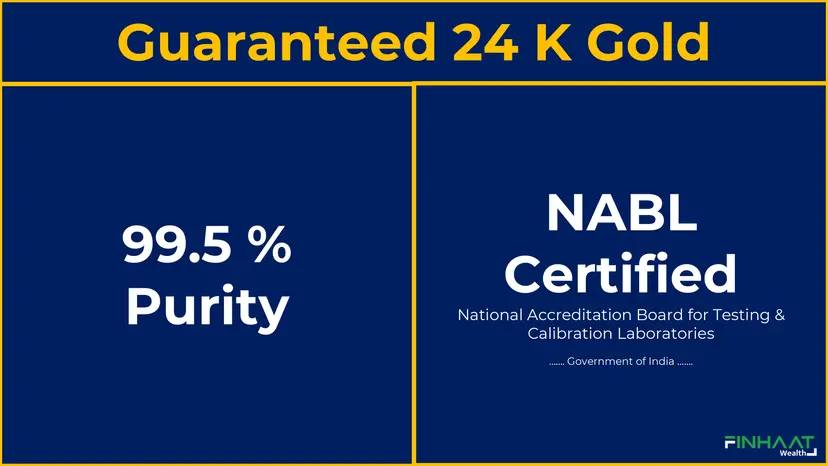 Guaranteed 24 K Gold
99.5 %
Purity
NABL
Certified
National Accreditation Board for Testing &
Calibration Laboratories
....... Government of India .......
FINHAAT
Wealth